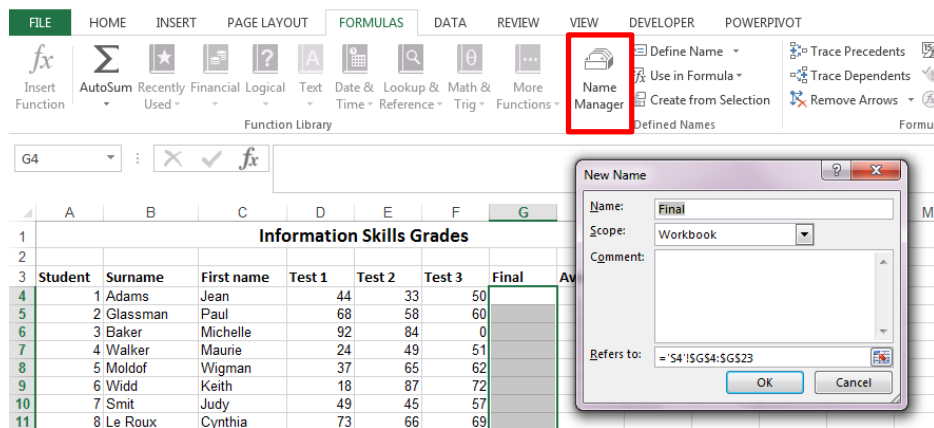 FILE HOME INSERT PAGE LAYOUT FORMULAS DATA REVIEW VIEW DEVELOPER POWERPIVOT
fx Σ ? A θ Define Name Trace Precedents
Insert AutoSum Recently Financial Logical Text Date & Lookup & Math & More Name Use in Formula Trace Dependents
Function Used Time Reference Trig Functions Manager Create from Selection Remove Arrows
Function Library Defined Names Formu
G4 fx
New Name
Name: Final
Scope: Workbook
Comment:
Refers to: ='S4'!$G$4:$G$23
OK Cancel
A B C D E F G M
1 Information Skills Grades
2
3 Student Surname First name Test 1 Test 2 Test 3 Final Av
4 1 Adams Jean 44 33 50
5 2 Glassman Paul 68 58 60
6 3 Baker Michelle 92 84 0
7 4 Walker Maurie 24 49 51
8 5 Moldof Wigman 37 65 62
9 6 Widd Keith 18 87 72
10 7 Smit Judy 49 45 57
11 8 Le Roux Cynthia 73 66 69